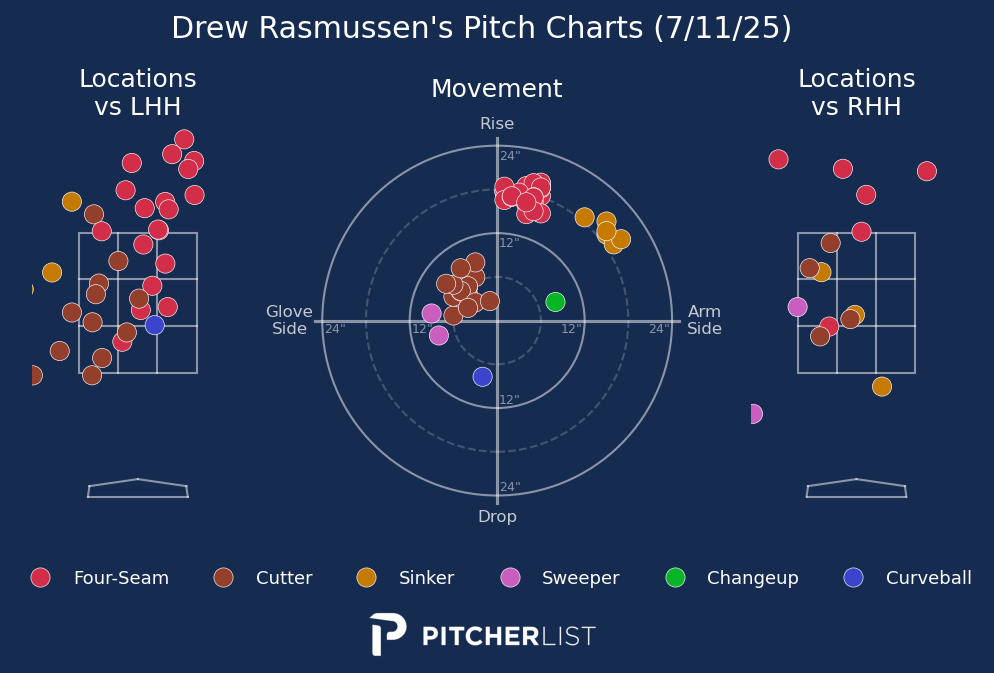 Drew Rasmussen's Pitch Charts (7/11/25)
Locations
vs LHH
Movement
Locations
vs RHH
Rise
24"
12"
Glove
Side
24"
12"
12"
24"
Arm
Side
12"
24"
Drop
Four-Seam
Cutter
Sinker
Sweeper
Changeup
Curveball
PITCHERLIST